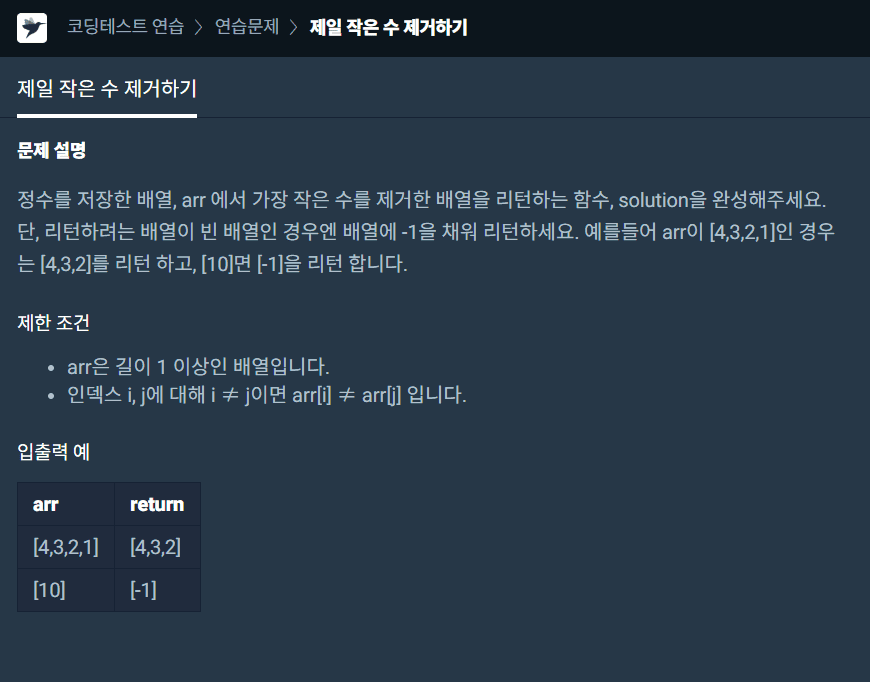 코딩테스트 연습 > 연습문제 > 제일 작은 수 제거하기
제일 작은 수 제거하기
문제 설명
정수를 저장한 배열, arr 에서 가장 작은 수를 제거한 배열을 리턴하는 함수, solution을 완성해주세요.
단, 리턴하려는 배열이 빈 배열인 경우엔 배열에 -1을 채워 리턴하세요. 예를들어 arr이 [4,3,2,1]인 경우
는 [4,3,2]를 리턴 하고, [10]면 [-1]을 리턴 합니다.
제한 조건
• arr은 길이 1 이상인 배열입니다.
• 인덱스 i, j에 대해 i ≠ j이면 arr[i] ≠ arr[j] 입니다.
입출력 예
arr return
[4,3,2,1] [4,3,2]
[10] [-1]